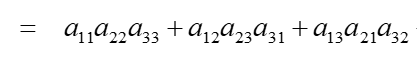 = a₁₁a₂₂a₃₃ + a₁₂a₂₃a₃₁ + a₁₃a₂₁a₃₂